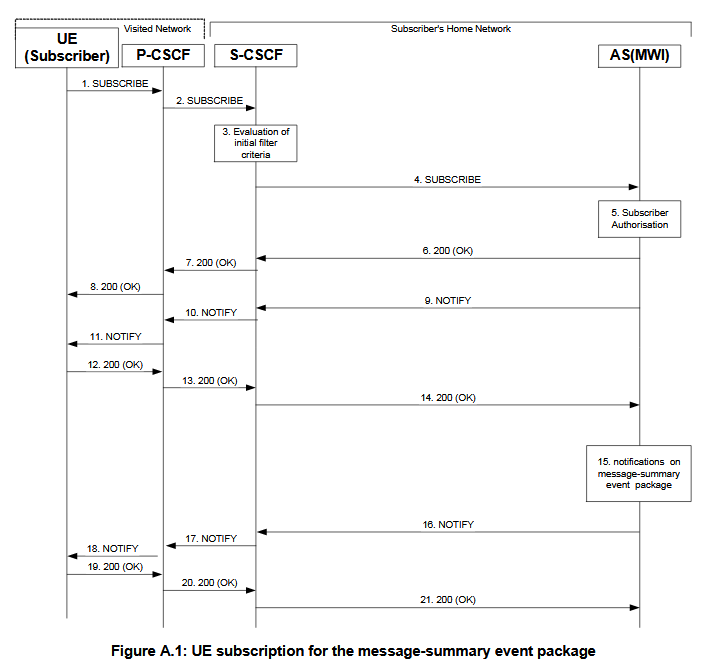 Visited Network
Subscriber's Home Network
UE
(Subscriber)
P-CSCF
S-CSCF
AS(MWI)
1. SUBSCRIBE
2. SUBSCRIBE
3. Evaluation of
initial filter
criteria
4. SUBSCRIBE
5. Subscriber
Authorisation
6. 200 (OK)
7. 200 (OK)
8. 200 (OK)
9. NOTIFY
10. NOTIFY
11. NOTIFY
12. 200 (OK)
13. 200 (OK)
14. 200 (OK)
15. notifications on
message-summary
event package
16. NOTIFY
17. NOTIFY
18. NOTIFY
19. 200 (OK)
20. 200 (OK)
21. 200 (OK)
Figure A.1: UE subscription for the message-summary event package